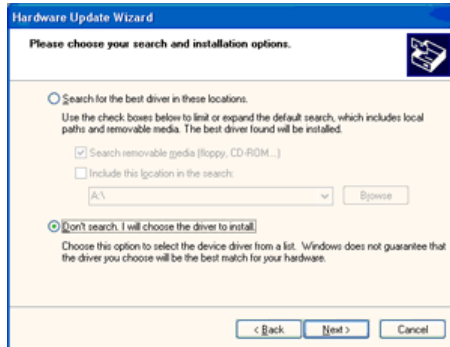 Hardware Update Wizard
Please choose your search and installation options.
Search for the best driver in these locations.
Use the check boxes below to limit or expand the default search, which includes local
paths and removable media. The best driver found will be installed.
Search removable media (floppy, CD-ROM...)
Include this location in the search:
A:\
Browse
Don't search. I will choose the driver to install.
Choose this option to select the device driver from a list. Windows does not guarantee that
the driver you choose will be the best match for your hardware.
< Back Next > Cancel